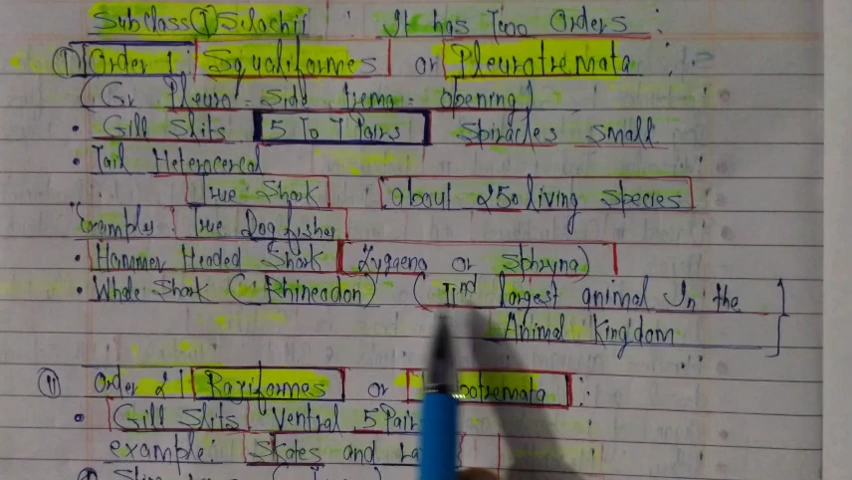 Subclass I Selachii : It has Two Orders :
I Order 1: Squaliformes or Pleurotremata :
(Gr Pleuro = Side trema = opening)
• Gill Slits 5 To 7 Pairs Spiracles small
• Tail Heterocercal
True Shark about 250 living species
Examples: True Dogfishes
• Hammer Headed Shark (Zygaena or Sphryna)
• Whale Shark (Rhineodon) (IInd largest animal In the
Animal Kingdom
II Order 2 Rajiformes or
• Gill Slits Ventral 5 Pairs
example: Skates and